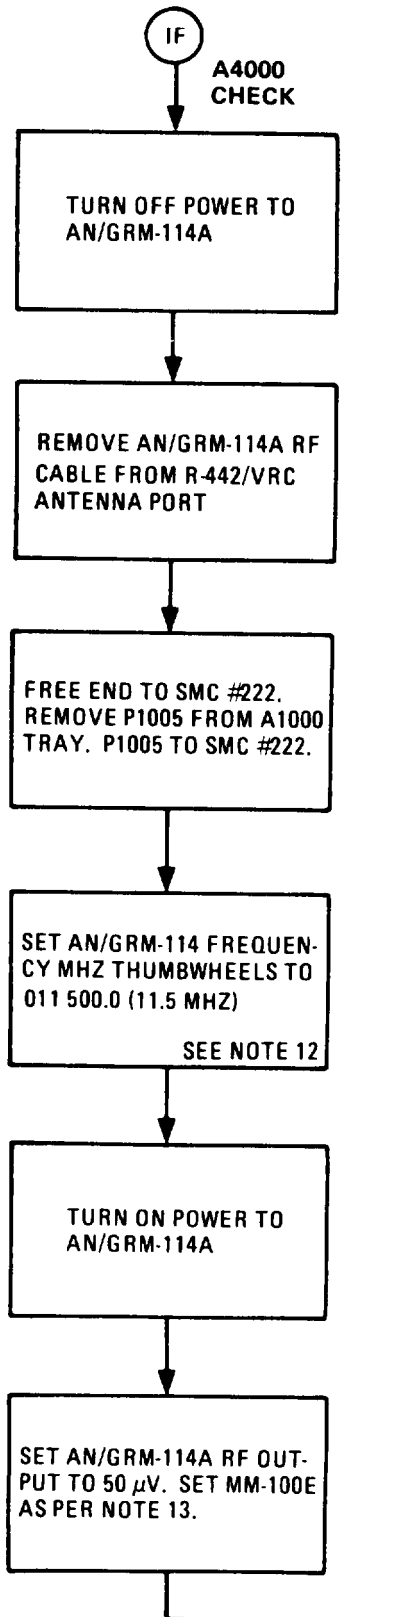 IF
A4000
CHECK
TURN OFF POWER TO
AN/GRM-114A
REMOVE AN/GRM-114A RF
CABLE FROM R-442/VRC
ANTENNA PORT
FREE END TO SMC #222.
REMOVE P1005 FROM A1000
TRAY. P1005 TO SMC #222.
SET AN/GRM-114 FREQUEN-
CY MHZ THUMBWHEELS TO
011 500.0 (11.5 MHZ)
SEE NOTE 12
TURN ON POWER TO
AN/GRM-114A
SET AN/GRM-114A RF OUT-
PUT TO 50 μV. SET MM-100E
AS PER NOTE 13.